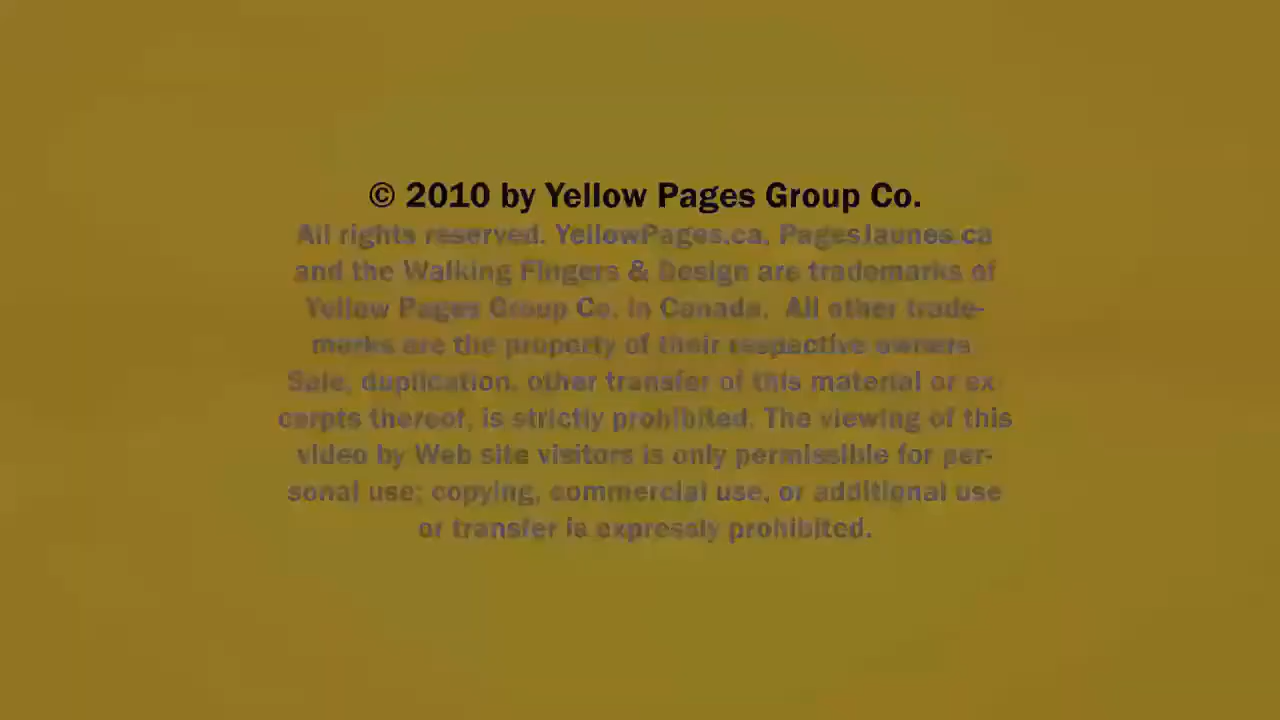 © 2010 by Yellow Pages Group Co.
All rights reserved. YellowPages.ca, PagesJaunes.ca
and the Walking Fingers & Design are trademarks of
Yellow Pages Group Co. in Canada. All other trade-
marks are the property of their respective owners.
Sale, duplication, other transfer of this material or ex-
cerpts thereof, is strictly prohibited. The viewing of this
video by Web site visitors is only permissible for per-
sonal use; copying, commercial use, or additional use
or transfer is expressly prohibited.